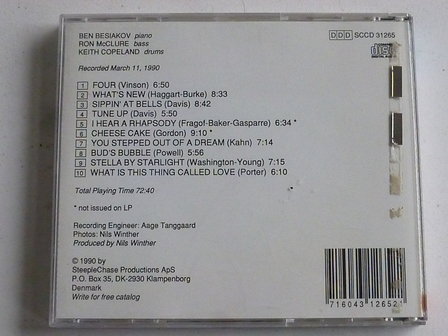 BEN BESIAKOV piano
RON McCLURE bass
KEITH COPELAND drums
DDD SCCD 31265
disc
Recorded March 11, 1990
1 FOUR (Vinson) 6:50
2 WHAT'S NEW (Haggart-Burke) 8:33
3 SIPPIN' AT BELLS (Davis) 8:42
4 TUNE UP (Davis) 5:50
5 I HEAR A RHAPSODY (Fragof-Baker-Gasparre) 6:34 *
6 CHEESE CAKE (Gordon) 9:10 *
7 YOU STEPPED OUT OF A DREAM (Kahn) 7:14
8 BUD'S BUBBLE (Powell) 5:56
9 STELLA BY STARLIGHT (Washington-Young) 7:15
10 WHAT IS THIS THING CALLED LOVE (Porter) 6:10
Total Playing Time 72:40
* not issued on LP
Recording Engineer: Aage Tanggaard
Photos: Nils Winther
Produced by Nils Winther
© 1990 by
SteepleChase Productions ApS
P.O. Box 35, DK-2930 Klampenborg
Denmark
Write for free catalog
716043 12652